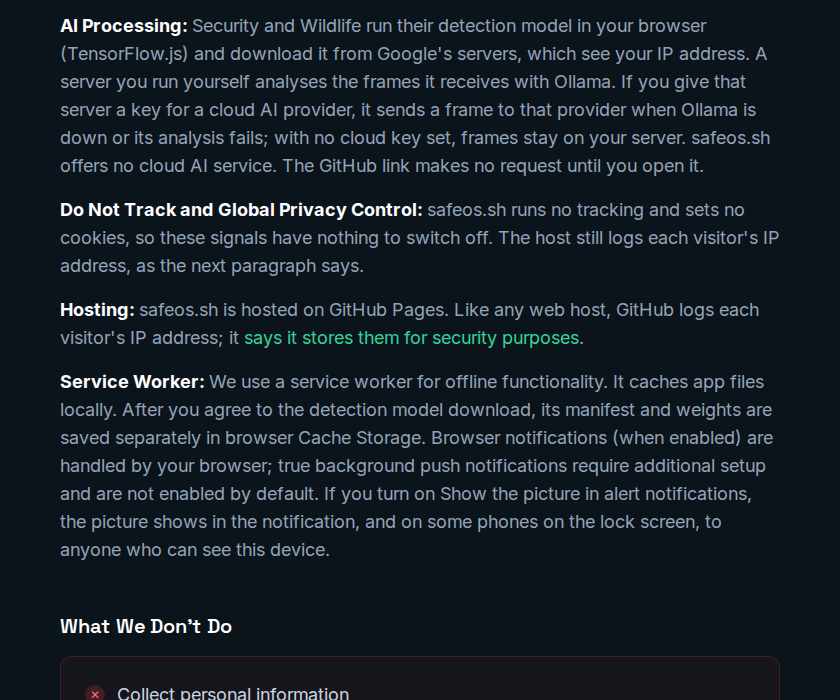 AI Processing: Security and Wildlife run their detection model in your browser
(TensorFlow.js) and download it from Google's servers, which see your IP address. A
server you run yourself analyses the frames it receives with Ollama. If you give that
server a key for a cloud AI provider, it sends a frame to that provider when Ollama is
down or its analysis fails; with no cloud key set, frames stay on your server. safeos.sh
offers no cloud AI service. The GitHub link makes no request until you open it.
Do Not Track and Global Privacy Control: safeos.sh runs no tracking and sets no
cookies, so these signals have nothing to switch off. The host still logs each visitor's IP
address, as the next paragraph says.
Hosting: safeos.sh is hosted on GitHub Pages. Like any web host, GitHub logs each
visitor's IP address; it says it stores them for security purposes.
Service Worker: We use a service worker for offline functionality. It caches app files
locally. After you agree to the detection model download, its manifest and weights are
saved separately in browser Cache Storage. Browser notifications (when enabled) are
handled by your browser; true background push notifications require additional setup
and are not enabled by default. If you turn on Show the picture in alert notifications,
the picture shows in the notification, and on some phones on the lock screen, to
anyone who can see this device.
What We Don't Do
Collect personal information